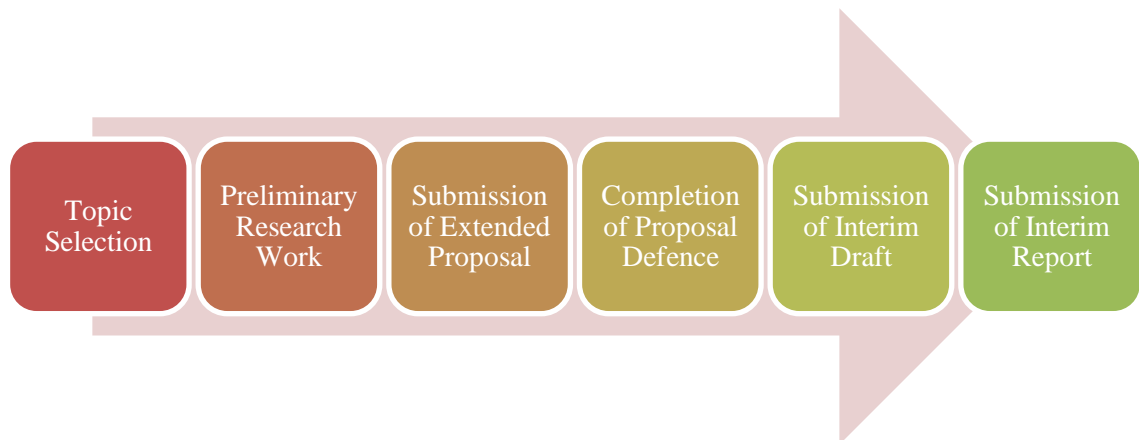 Topic
Selection
Preliminary
Research
Work
Submission
of Extended
Proposal
Completion
of Proposal
Defence
Submission
of Interim
Draft
Submission
of Interim
Report